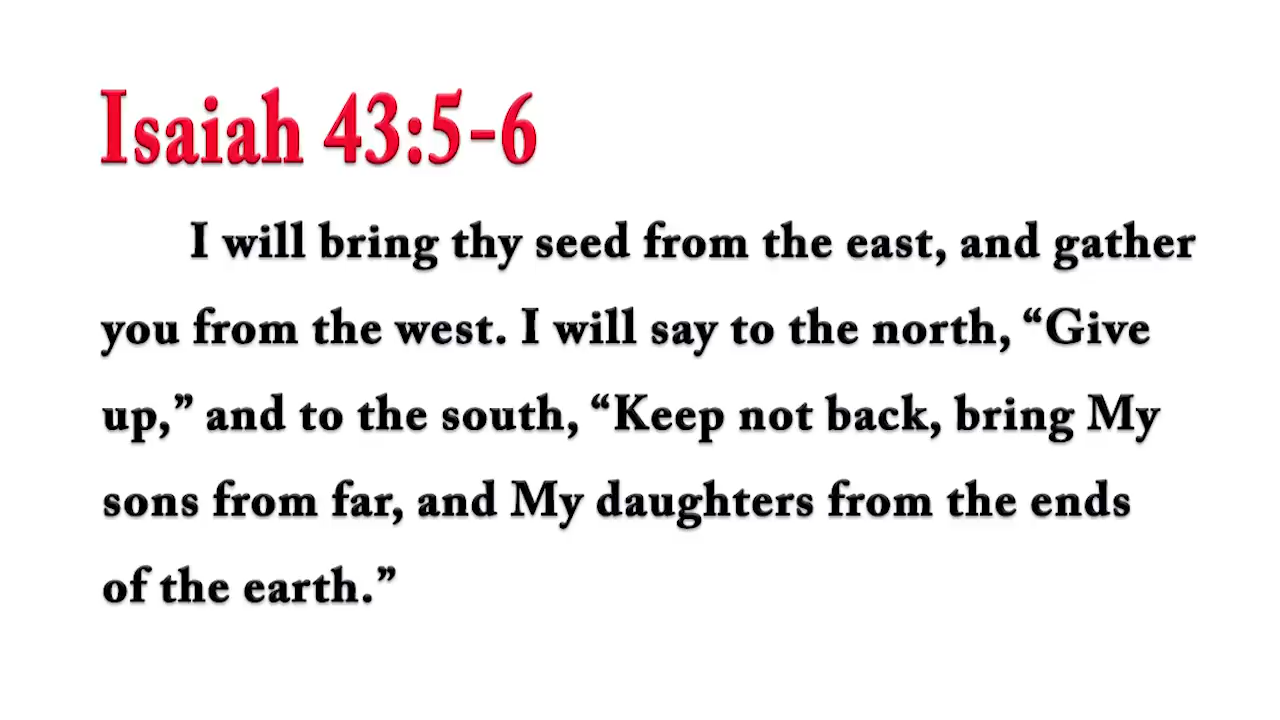 Isaiah 43:5-6
I will bring thy seed from the east, and gather
you from the west. I will say to the north, “Give
up,” and to the south, “Keep not back, bring My
sons from far, and My daughters from the ends
of the earth.”